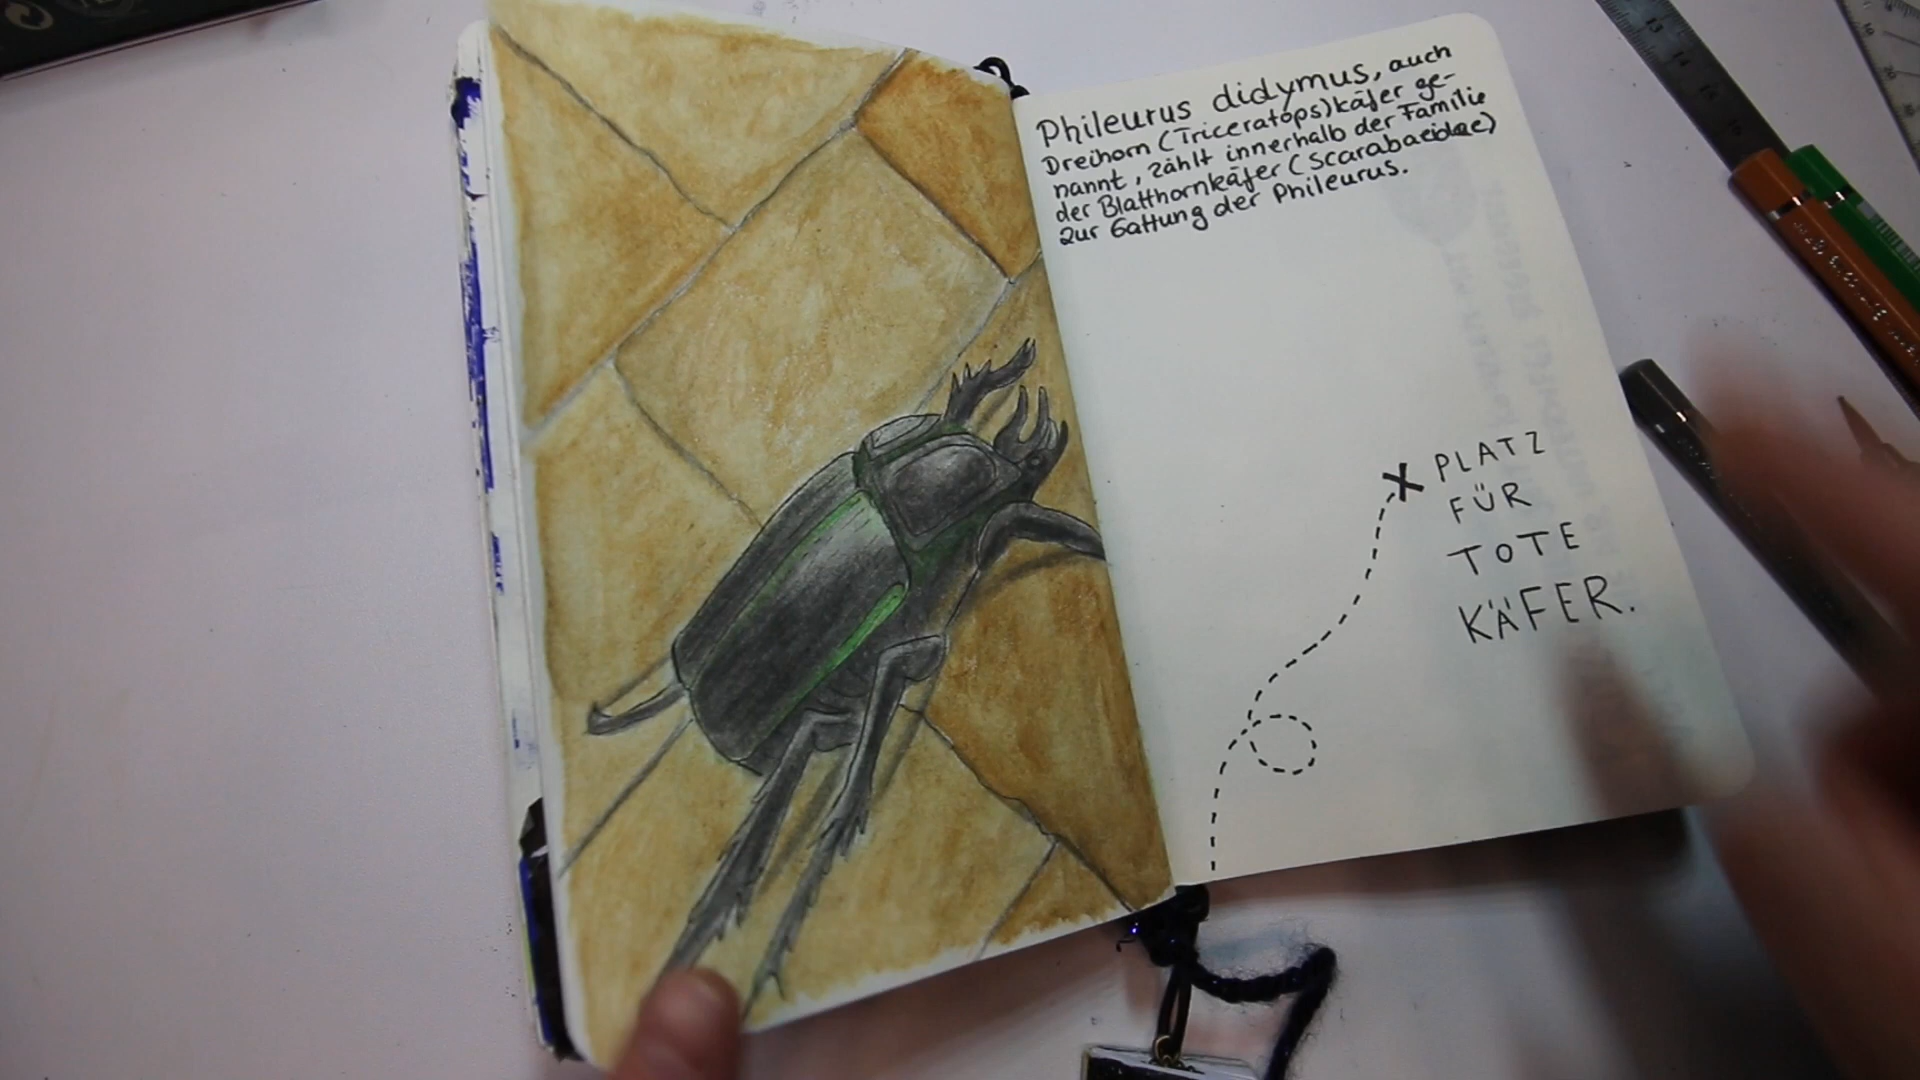 Phileurus didymus, auch
Dreihorn (Triceratops)käfer ge-
nannt, zählt innerhalb der Familie
der Blatthornkäfer (Scarabaeidae)
zur Gattung der Phileurus.
X PLATZ
FÜR
TOTE
KÄFER.